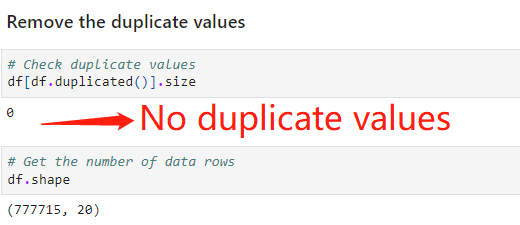 Remove the duplicate values
# Check duplicate values
df[df.duplicated()].size
0
No duplicate values
# Get the number of data rows
df.shape
(777715, 20)